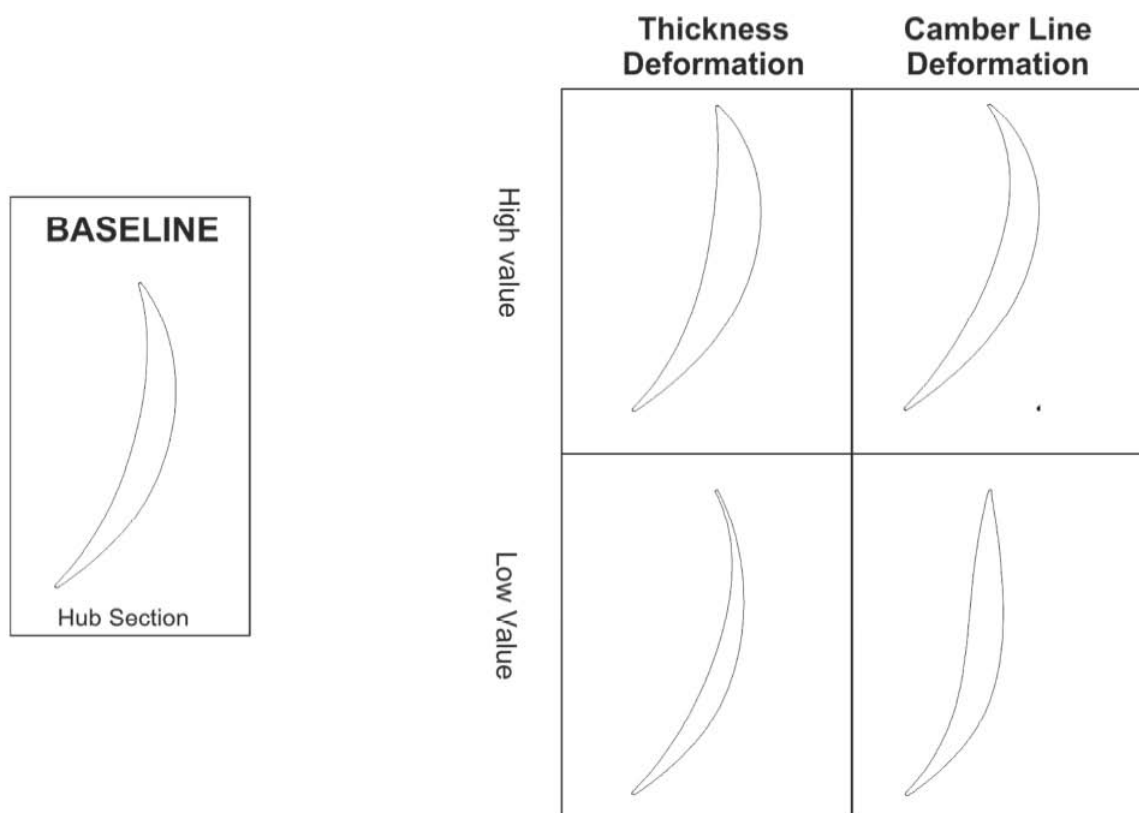 BASELINE
Hub Section
Thickness
Deformation
Camber Line
Deformation
High value
Low Value